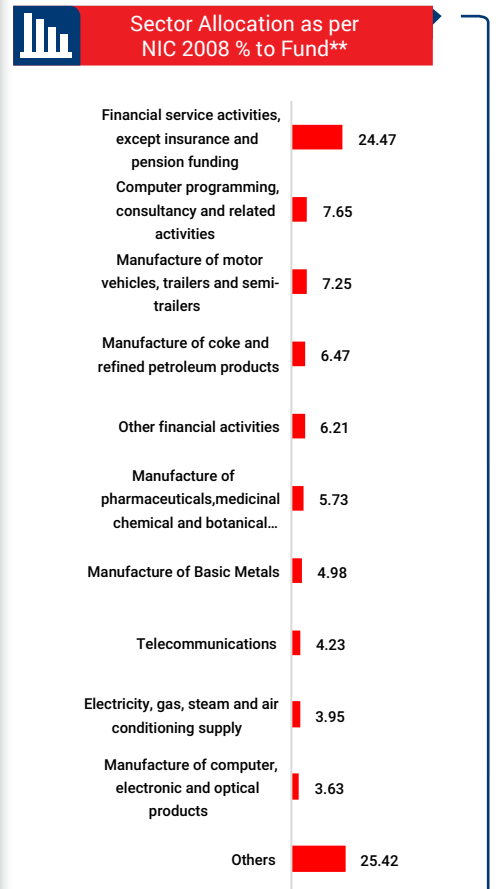 Sector Allocation as per
NIC 2008 % to Fund**
Financial service activities,
except insurance and
pension funding
24.47
Computer programming,
consultancy and related
activities
7.65
Manufacture of motor
vehicles, trailers and semi-
trailers
7.25
Manufacture of coke and
refined petroleum products
6.47
Other financial activities
6.21
Manufacture of
pharmaceuticals,medicinal
chemical and botanical…
5.73
Manufacture of Basic Metals
4.98
Telecommunications
4.23
Electricity, gas, steam and air
conditioning supply
3.95
Manufacture of computer,
electronic and optical
products
3.63
Others
25.42